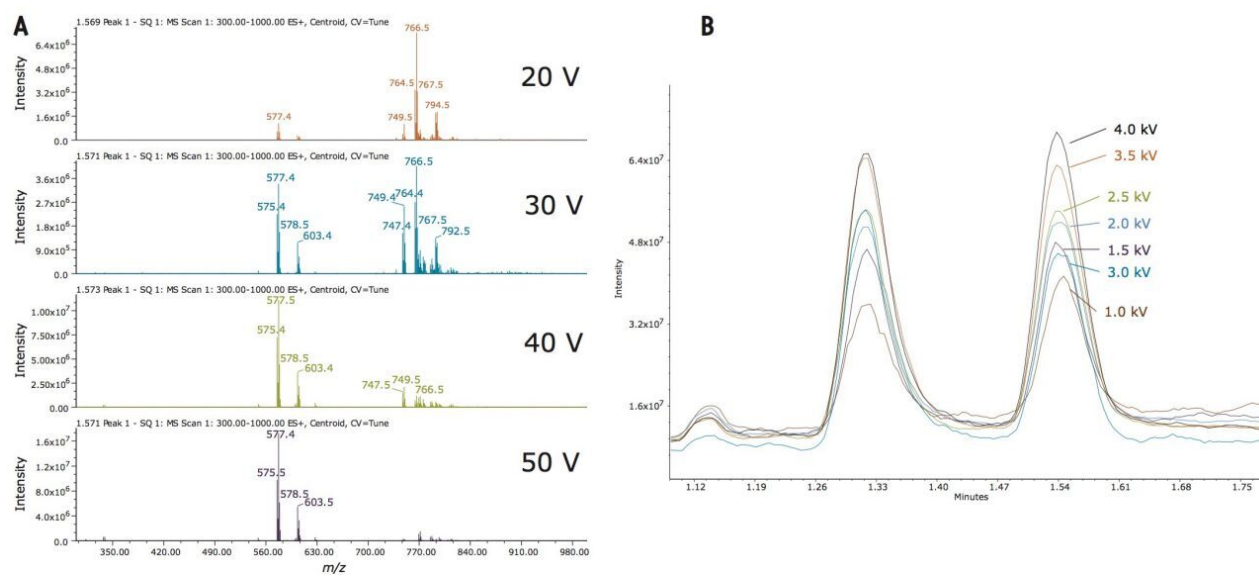 A
1.569 Peak 1 - SQ 1: MS Scan 1: 300.00-1000.00 ES+, Centroid, CV=Tune
766.5
6.4x10⁶
4.8x10⁶
3.2x10⁶
1.6x10⁶
0.0
Intensity
764.5
767.5
577.4
749.5
794.5
20 V
1.571 Peak 1 - SQ 1: MS Scan 1: 300.00-1000.00 ES+, Centroid, CV=Tune
766.5
3.6x10⁶
2.7x10⁶
1.8x10⁶
9.0x10⁵
0.0
Intensity
577.4
575.4
578.5
603.4
749.4
764.4
747.4
767.5
792.5
30 V
1.573 Peak 1 - SQ 1: MS Scan 1: 300.00-1000.00 ES+, Centroid, CV=Tune
577.5
1.00x10⁷
7.50x10⁶
5.00x10⁶
2.50x10⁶
0.00
Intensity
575.4
578.5
603.4
747.5
749.5
766.5
40 V
1.571 Peak 1 - SQ 1: MS Scan 1: 300.00-1000.00 ES+, Centroid, CV=Tune
577.4
1.6x10⁷
1.2x10⁷
8.0x10⁶
4.0x10⁶
0.0
Intensity
575.5
578.5
603.5
50 V
350.00 420.00 490.00 560.00 630.00 700.00 770.00 840.00 910.00 980.00
m/z
B
6.4x10⁷
4.8x10⁷
3.2x10⁷
1.6x10⁷
Intensity
4.0 kV
3.5 kV
2.5 kV
2.0 kV
1.5 kV
3.0 kV
1.0 kV
1.12 1.19 1.26 1.33 1.40 1.47 1.54 1.61 1.68 1.75
Minutes